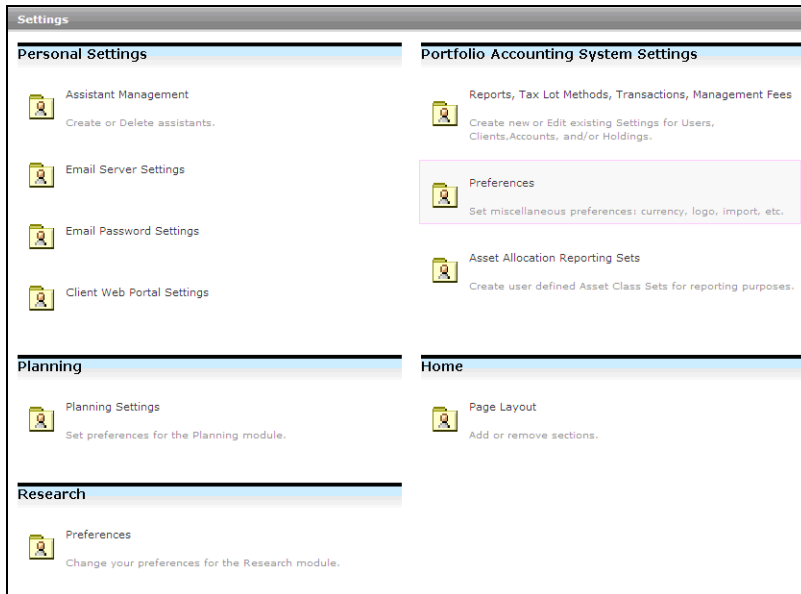 Settings
Personal Settings
Assistant Management
Create or Delete assistants.
Email Server Settings
Email Password Settings
Client Web Portal Settings
Portfolio Accounting System Settings
Reports, Tax Lot Methods, Transactions, Management Fees
Create new or Edit existing Settings for Users,
Clients,Accounts, and/or Holdings.
Preferences
Set miscellaneous preferences: currency, logo, import, etc.
Asset Allocation Reporting Sets
Create user defined Asset Class Sets for reporting purposes.
Planning
Planning Settings
Set preferences for the Planning module.
Home
Page Layout
Add or remove sections.
Research
Preferences
Change your preferences for the Research module.